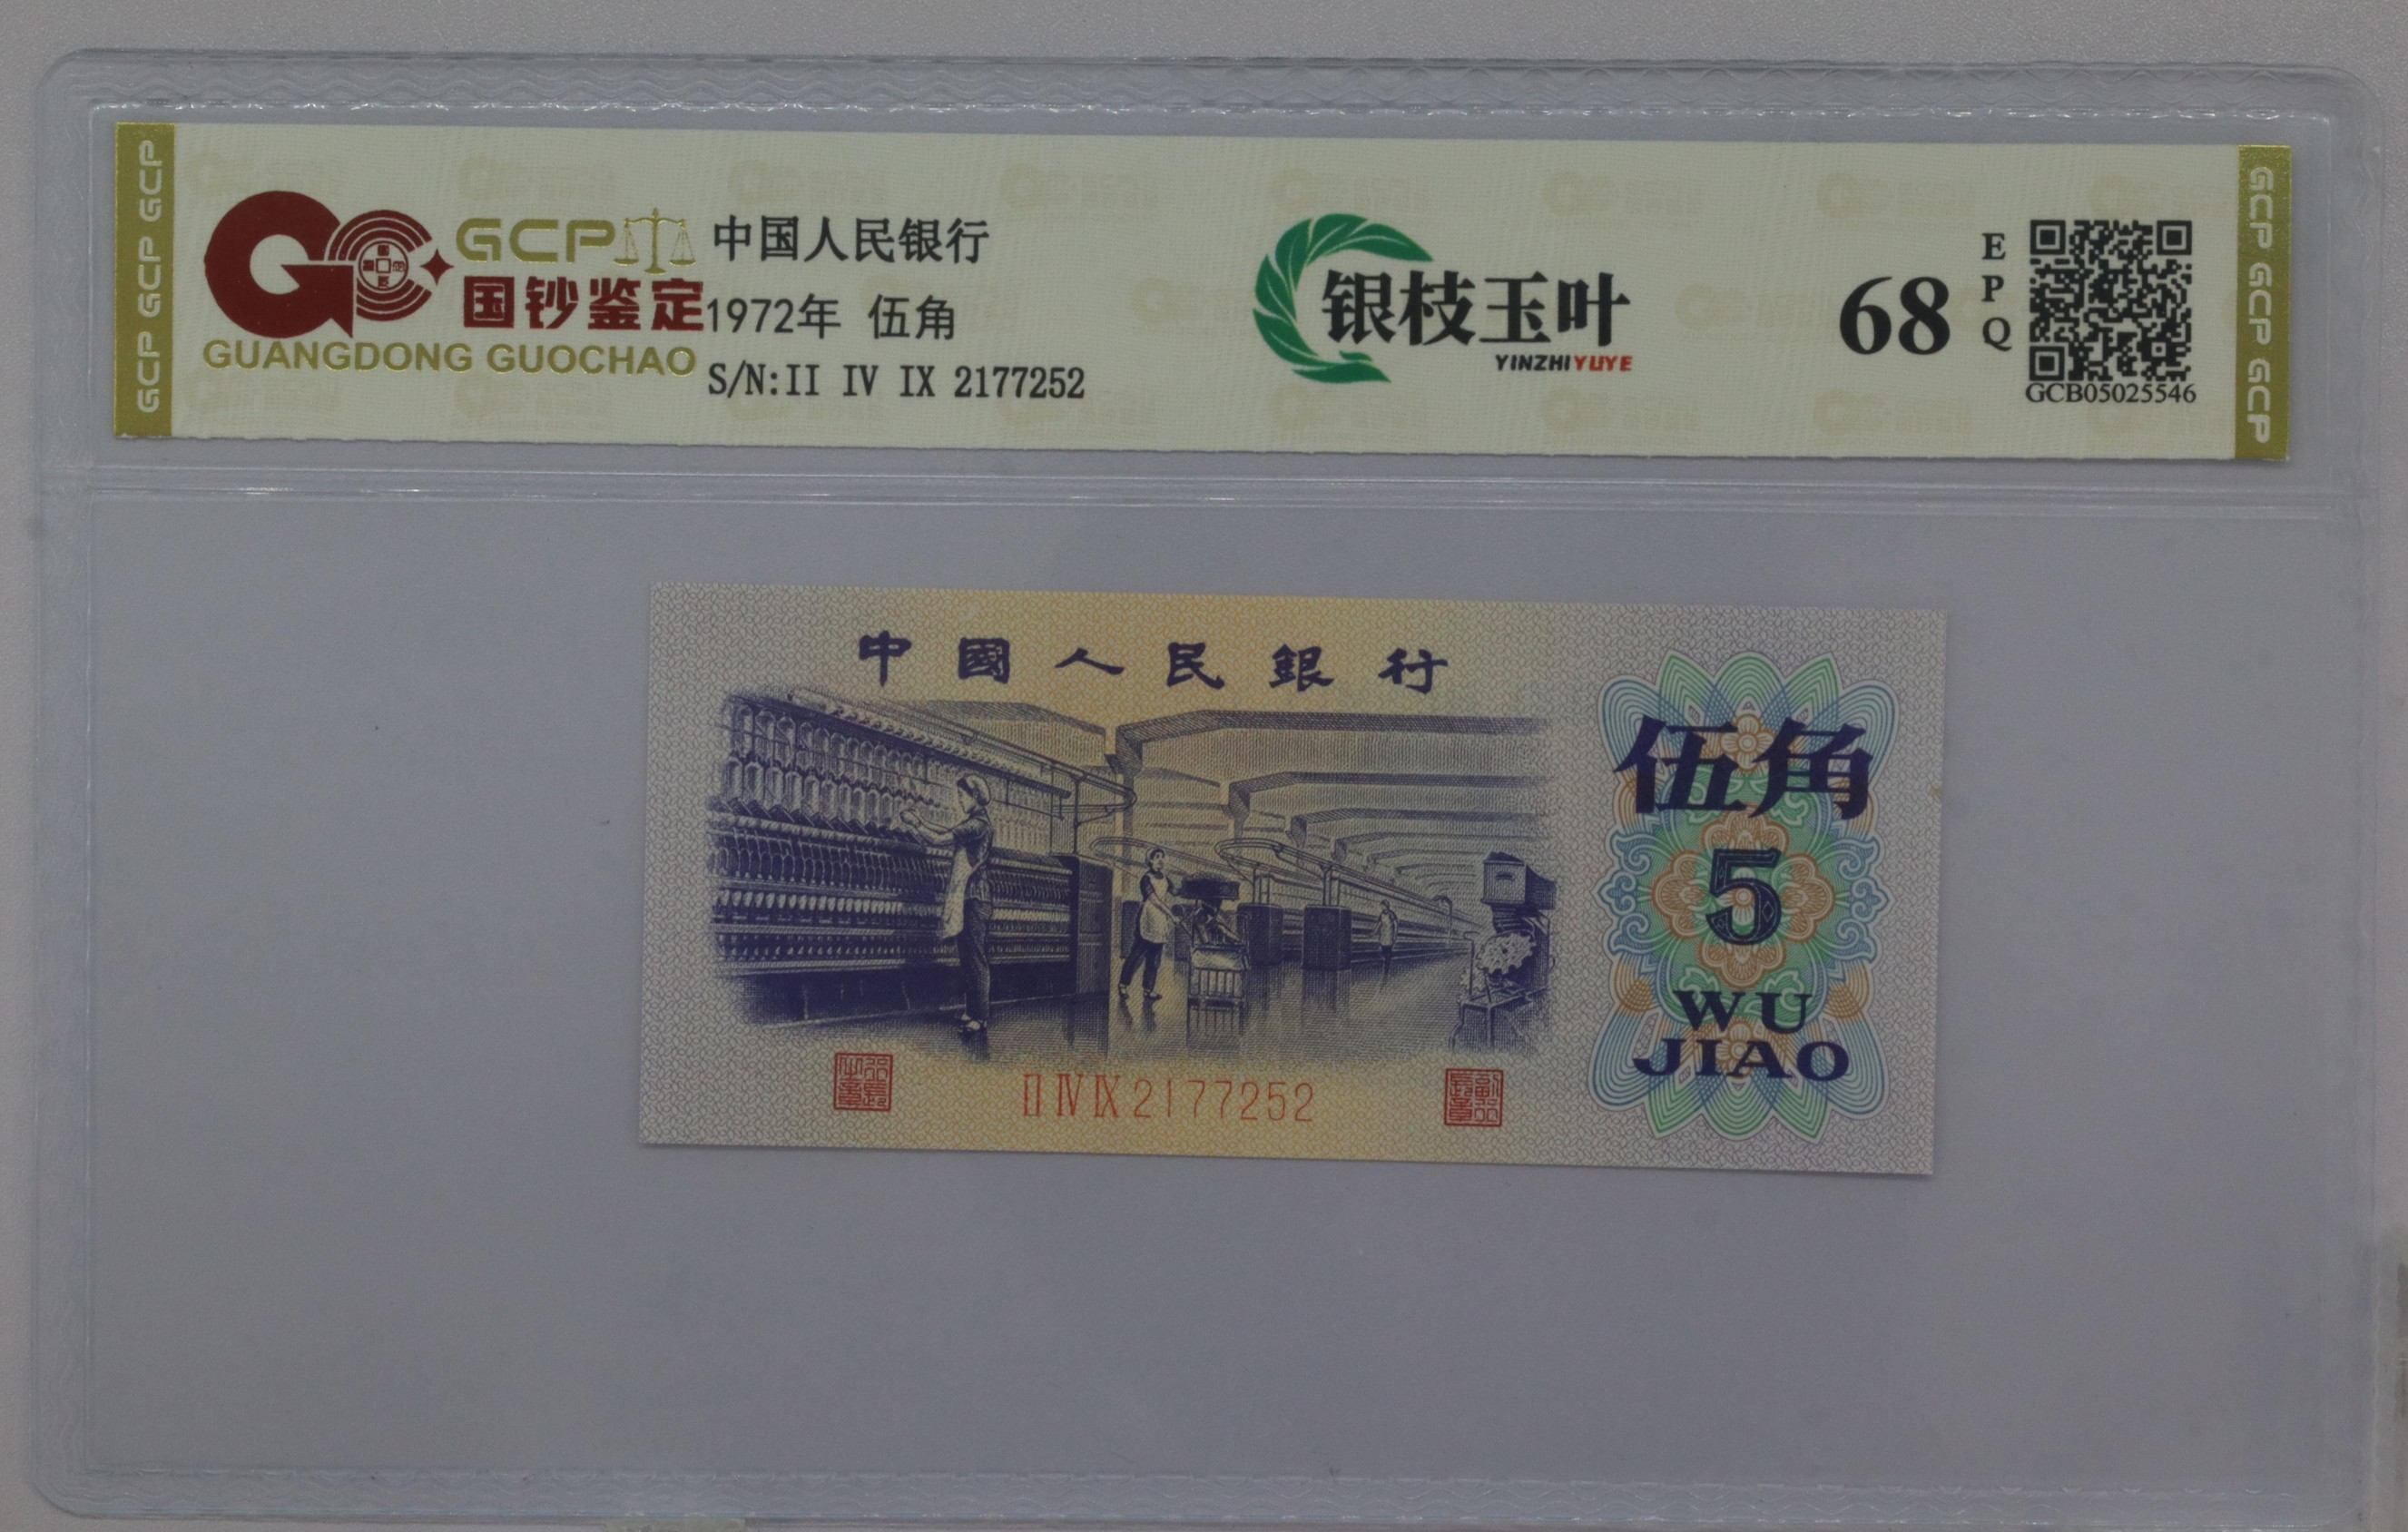 GCP GCP GCP
GCP
国钞鉴定
GUANGDONG GUOCHAO
中国人民银行
1972年 伍角
S/N:II IV IX 2177252
银枝玉叶
YINZHIYUYE
68
EPQ
GCB05025546
GCP GCP GCP
中國人民銀行
伍角
5
WU
JIAO
II IV IX 2177252